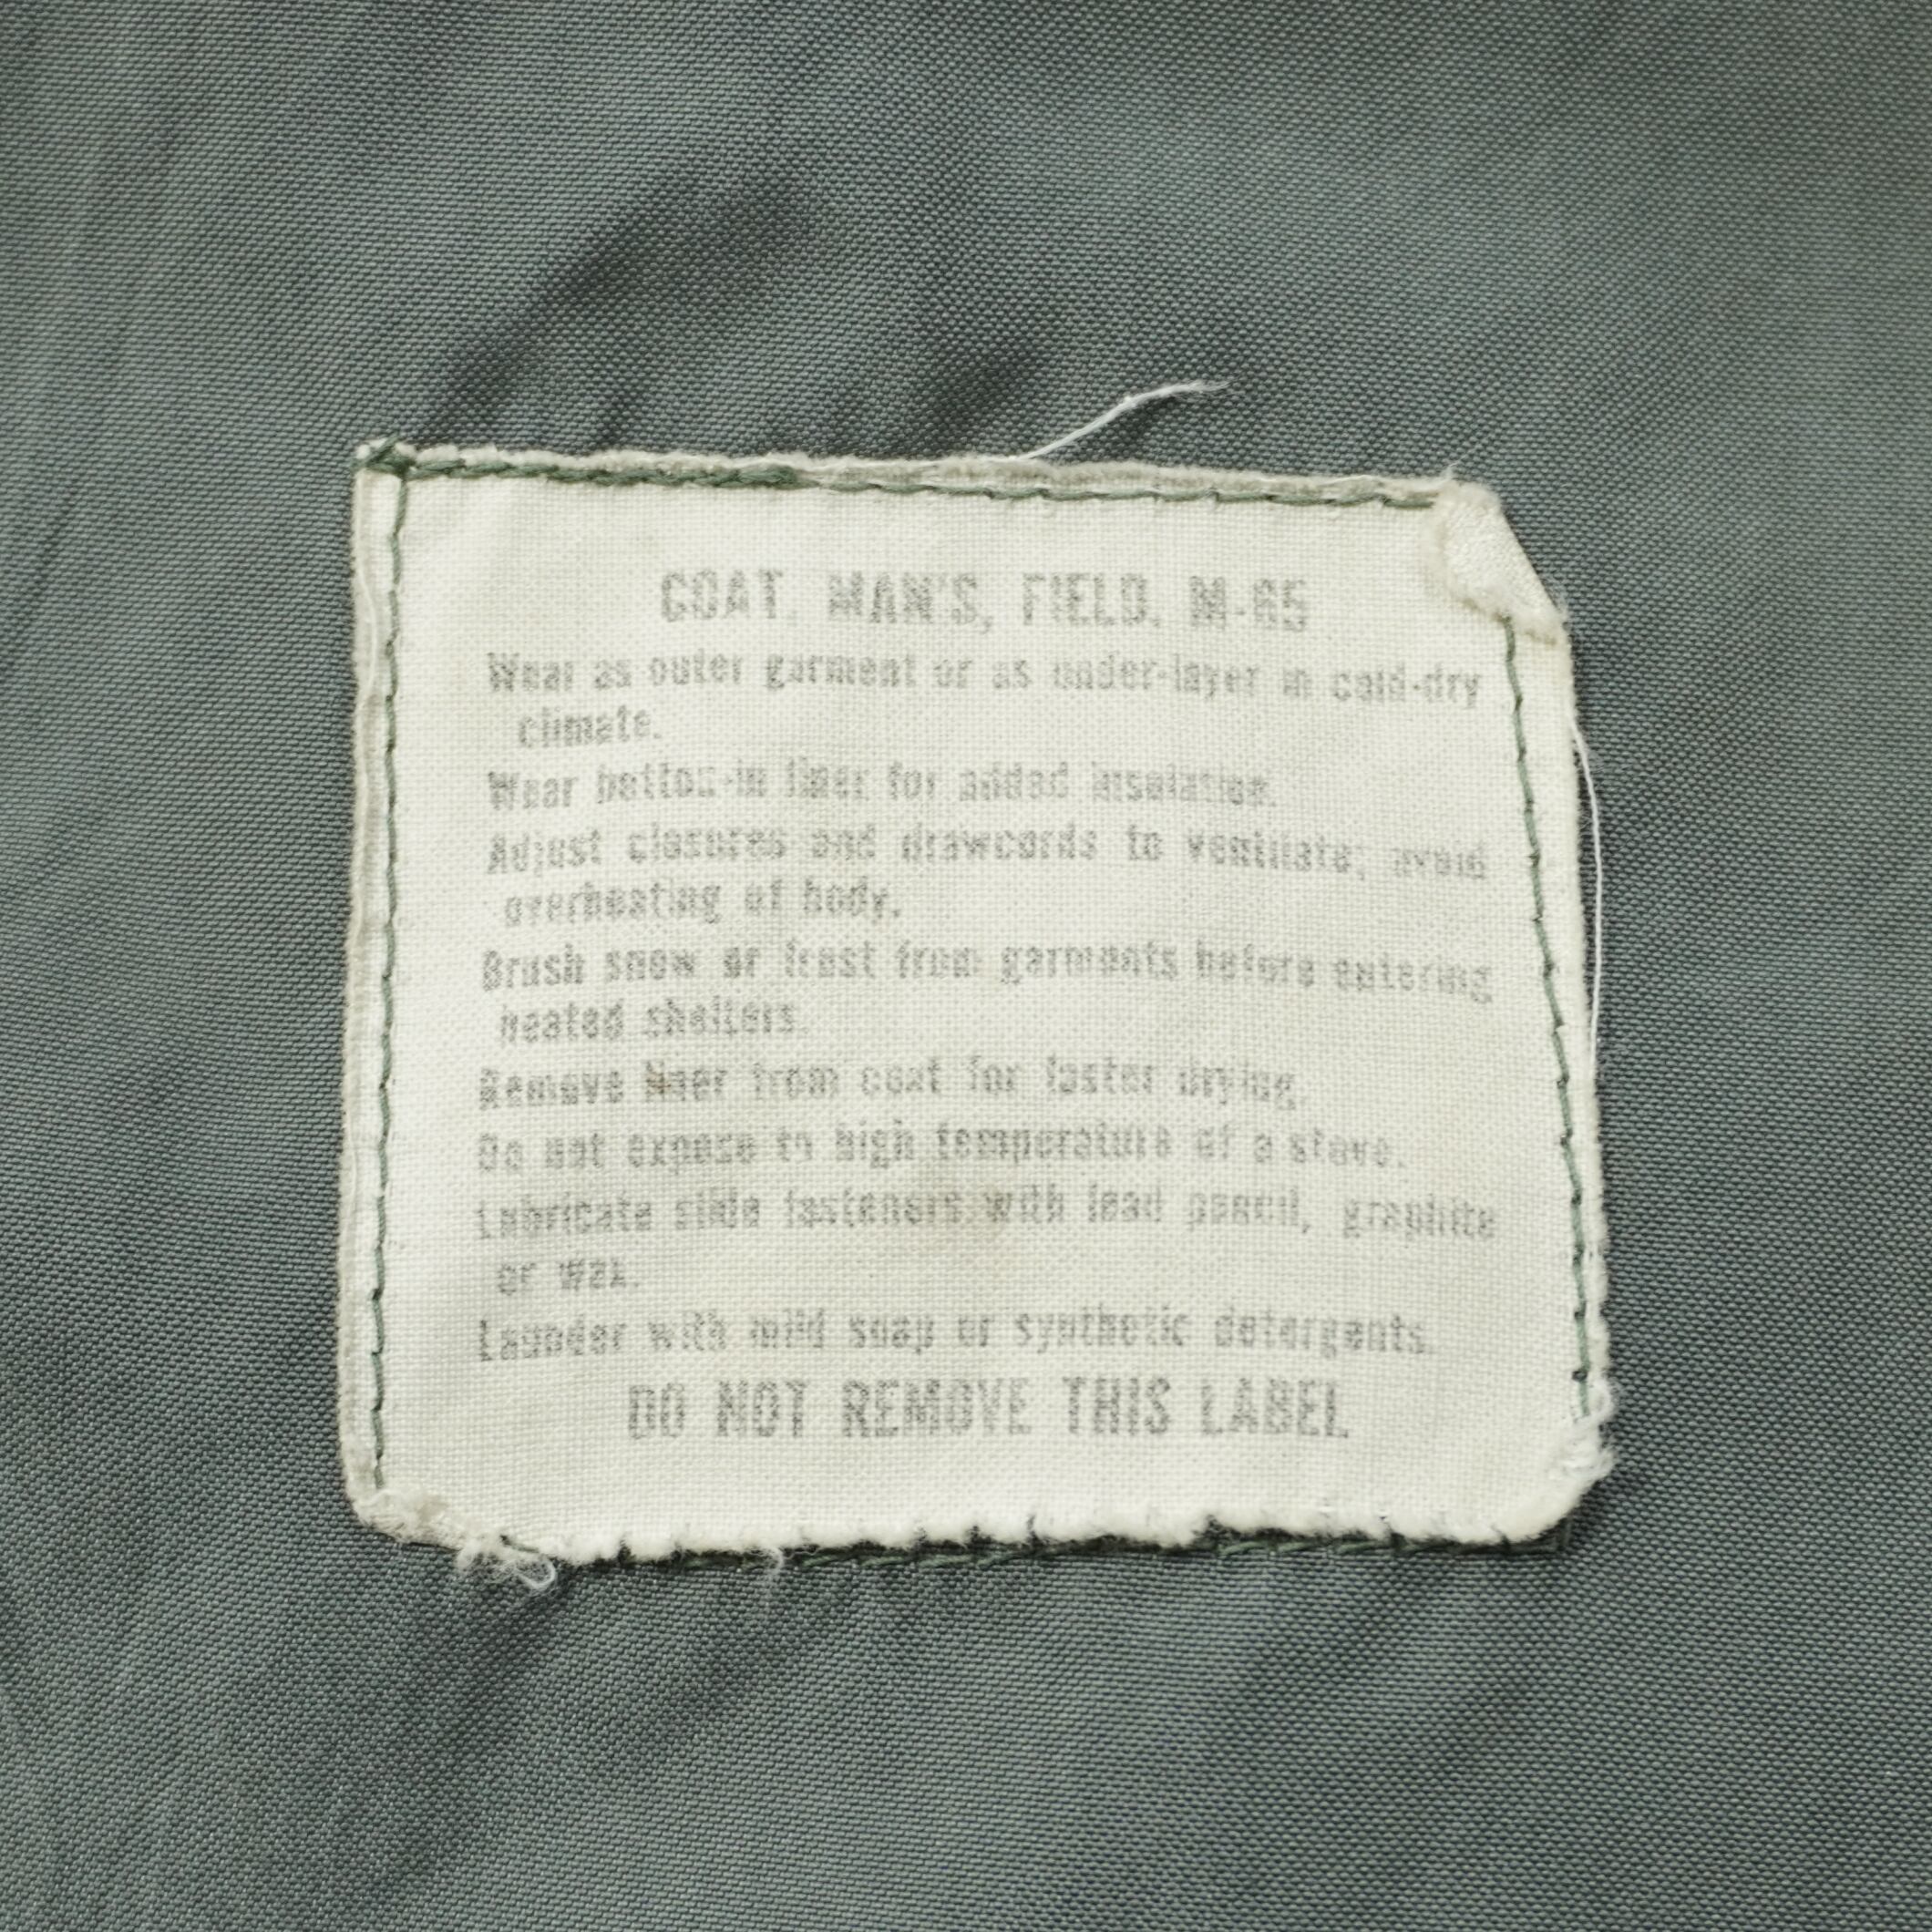 COAT, MAN'S, FIELD, M-65
Wear as outer garment or as under-layer in cold-dry
climate.
Wear button-in liner for added insulation.
Adjust closures and drawcords to ventilate; avoid
overheating of body.
Brush snow or frost from garments before entering
heated shelters.
Remove liner from coat for faster drying.
Do not expose to high temperature of a stove.
Lubricate slide fasteners with lead pencil, graphite
or wax.
Launder with mild soap or synthetic detergents.
DO NOT REMOVE THIS LABEL